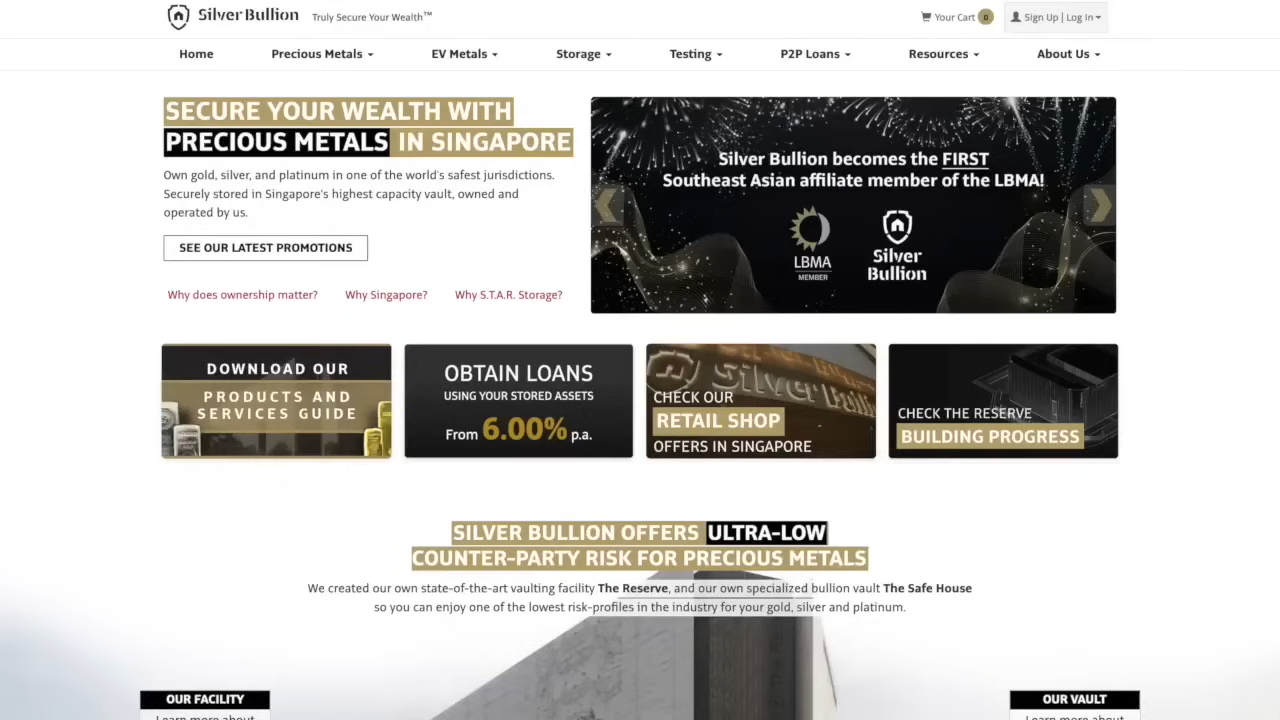 Silver Bullion
Truly Secure Your Wealth™
Your Cart 0
Sign Up | Log In
Home
Precious Metals
EV Metals
Storage
Testing
P2P Loans
Resources
About Us
SECURE YOUR WEALTH WITH
PRECIOUS METALS IN SINGAPORE
Own gold, silver, and platinum in one of the world's safest jurisdictions.
Securely stored in Singapore's highest capacity vault, owned and
operated by us.
SEE OUR LATEST PROMOTIONS
Why does ownership matter?
Why Singapore?
Why S.T.A.R. Storage?
Silver Bullion becomes the FIRST
Southeast Asian affiliate member of the LBMA!
LBMA
MEMBER
Silver
Bullion
DOWNLOAD OUR
PRODUCTS AND
SERVICES GUIDE
OBTAIN LOANS
USING YOUR STORED ASSETS
From 6.00% p.a.
CHECK OUR
RETAIL SHOP
OFFERS IN SINGAPORE
CHECK THE RESERVE
BUILDING PROGRESS
SILVER BULLION OFFERS ULTRA-LOW
COUNTER-PARTY RISK FOR PRECIOUS METALS
We created our own state-of-the-art vaulting facility The Reserve, and our own specialized bullion vault The Safe House
so you can enjoy one of the lowest risk-profiles in the industry for your gold, silver and platinum.
OUR FACILITY
Learn more about
OUR VAULT
Learn more about